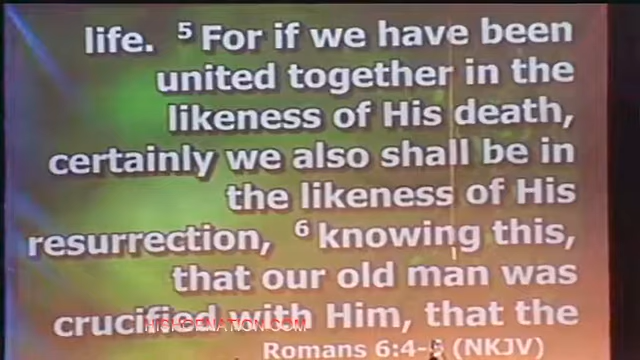 life. 5 For if we have been
united together in the
likeness of His death,
certainly we also shall be in
the likeness of His
resurrection, 6 knowing this,
that our old man was
crucified with Him, that the
Romans 6:4- (NKJV)